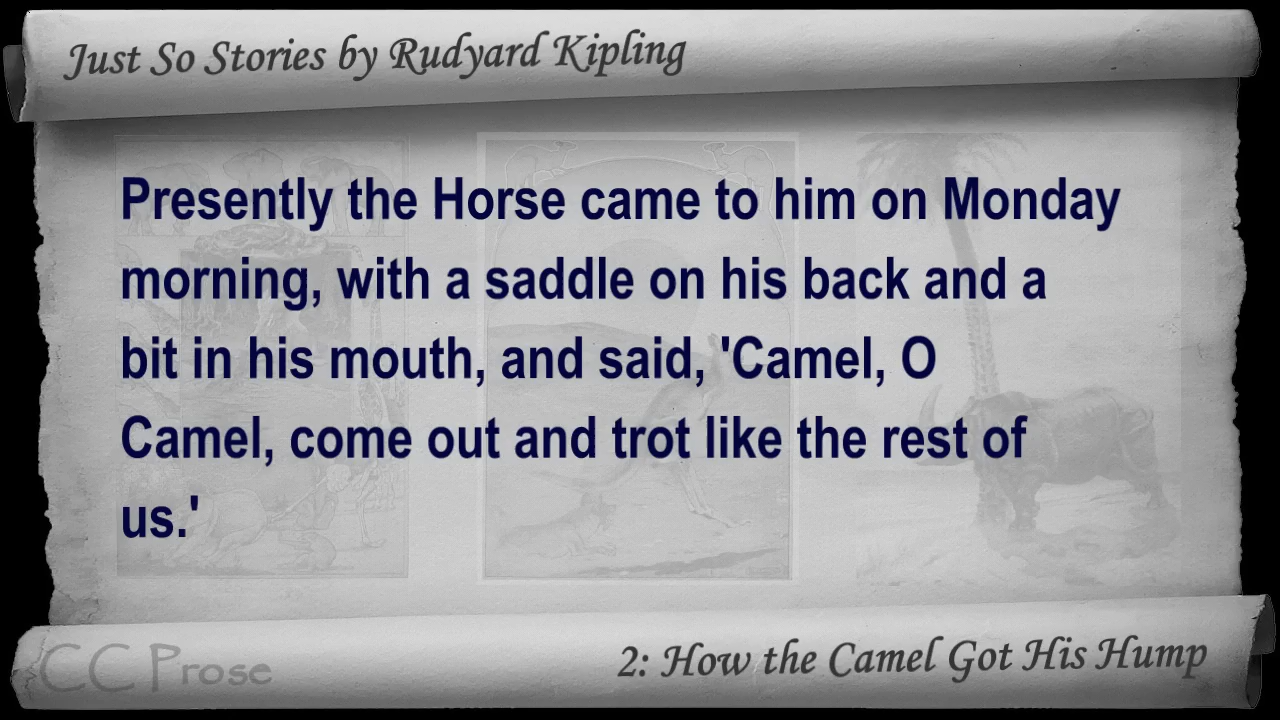 Just So Stories by Rudyard Kipling
Presently the Horse came to him on Monday
morning, with a saddle on his back and a
bit in his mouth, and said, 'Camel, O
Camel, come out and trot like the rest of
us.'
CC Prose
2: How the Camel Got His Hump